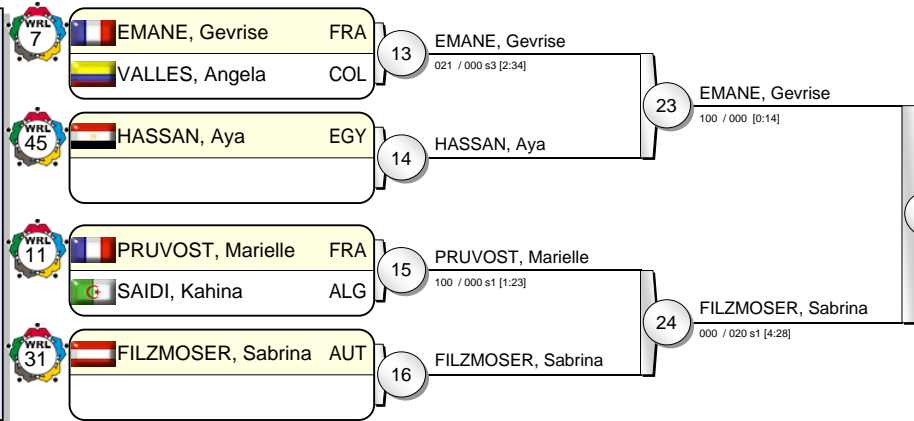 WRL
7
EMANE, Gevrise FRA
VALLES, Angela COL
13
EMANE, Gevrise
021 / 000 s3 [2:34]
23
EMANE, Gevrise
100 / 000 [0:14]
WRL
45
HASSAN, Aya EGY
14
HASSAN, Aya
WRL
11
PRUVOST, Marielle FRA
SAIDI, Kahina ALG
15
PRUVOST, Marielle
100 / 000 s1 [1:23]
24
FILZMOSER, Sabrina
000 / 020 s1 [4:28]
WRL
31
FILZMOSER, Sabrina AUT
16
FILZMOSER, Sabrina